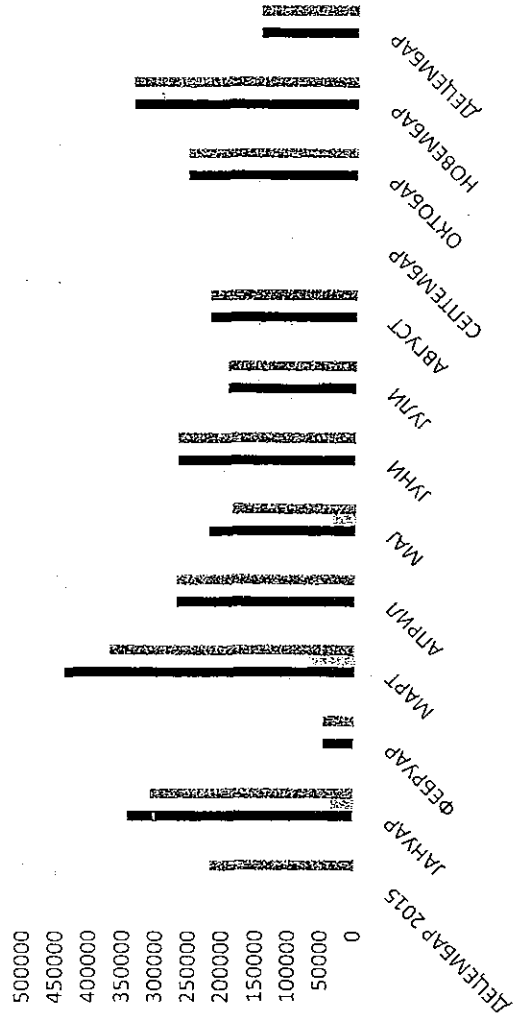 500000
450000
400000
350000
300000
250000
200000
150000
100000
50000
0
ДЕЦЕМБАР 2015
ЈАНУАР
ФЕБРУАР
МАРТ
АПРИЛ
МАЈ
ЈУНИ
ЈУЛИ
АВГУСТ
СЕПТЕМБАР
ОКТОБАР
НОВЕМБАР
ДЕЦЕМБАР